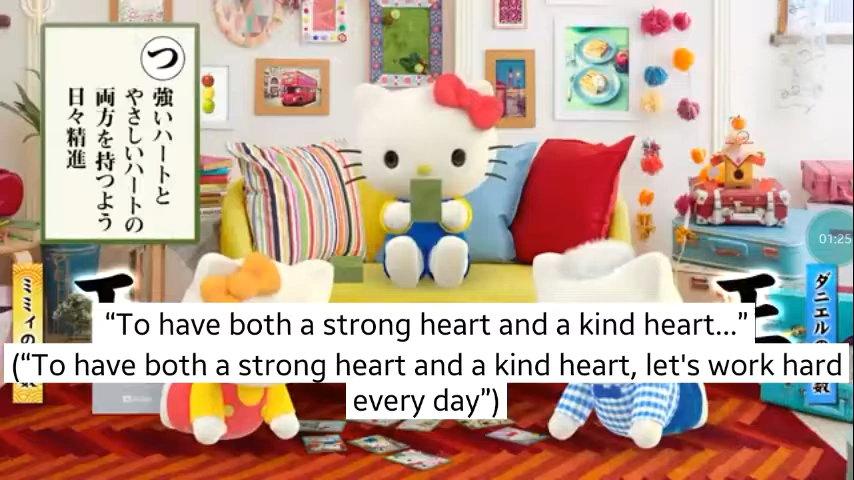 つ
強いハートと
やさしいハートの
両方を持つよう
日々精進
01:25
ミミィの
ダニエルの
数
“To have both a strong heart and a kind heart...”
(“To have both a strong heart and a kind heart, let's work hard
every day”)